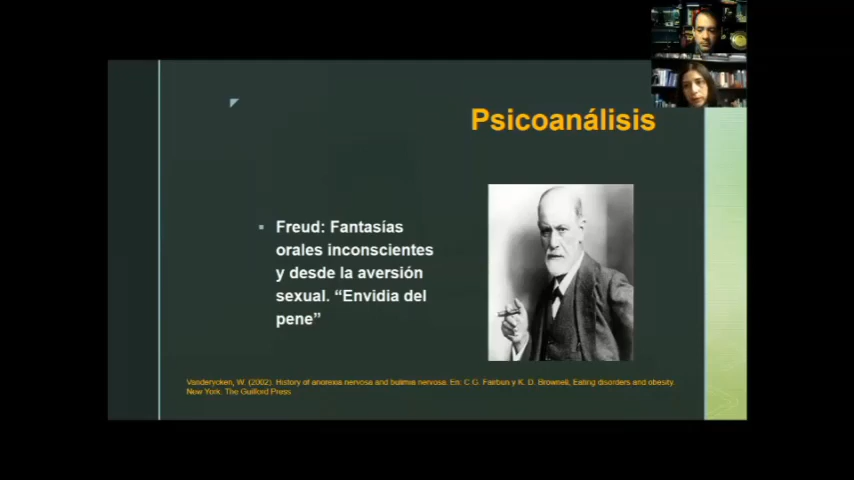 Psicoanálisis
Freud: Fantasías
orales inconscientes
y desde la aversión
sexual. “Envidia del
pene”
Vandereycken, W. (2002). History of anorexia nervosa and bulimia nervosa. En: C.G. Fairburn y K. D. Brownell, Eating disorders and obesity.
New York: The Guilford Press